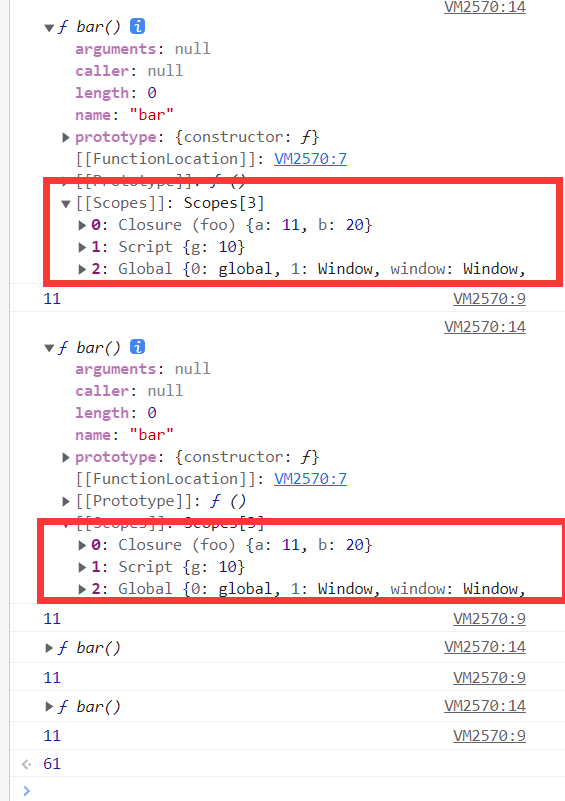 VM2570:14
ƒ bar() i
arguments: null
caller: null
length: 0
name: "bar"
prototype: {constructor: ƒ}
[[FunctionLocation]]: VM2570:7
[[Prototype]]: ƒ ()
[[Scopes]]: Scopes[3]
0: Closure (foo) {a: 11, b: 20}
1: Script {g: 10}
2: Global {0: global, 1: Window, window: Window,
11 VM2570:9
VM2570:14
ƒ bar() i
arguments: null
caller: null
length: 0
name: "bar"
prototype: {constructor: ƒ}
[[FunctionLocation]]: VM2570:7
[[Prototype]]: ƒ ()
[[Scopes]]: Scopes[3]
0: Closure (foo) {a: 11, b: 20}
1: Script {g: 10}
2: Global {0: global, 1: Window, window: Window,
11 VM2570:9
ƒ bar() VM2570:14
11 VM2570:9
ƒ bar() VM2570:14
11 VM2570:9
61